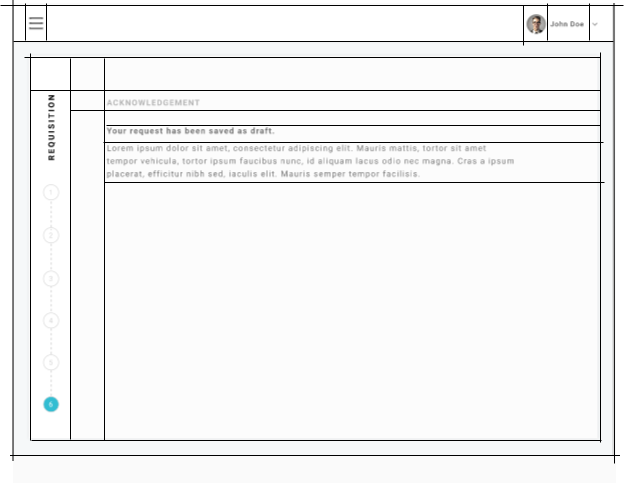 John Doe
REQUISITION
ACKNOWLEDGEMENT
Your request has been saved as draft.
Lorem ipsum dolor sit amet, consectetur adipiscing elit. Mauris mattis, tortor sit amet
tempor vehicula, tortor ipsum faucibus nunc, id aliquam lacus odio nec magna. Cras a ipsum
placerat, efficitur nibh sed, iaculis elit. Mauris semper tempor facilisis.
1
2
3
4
5
6